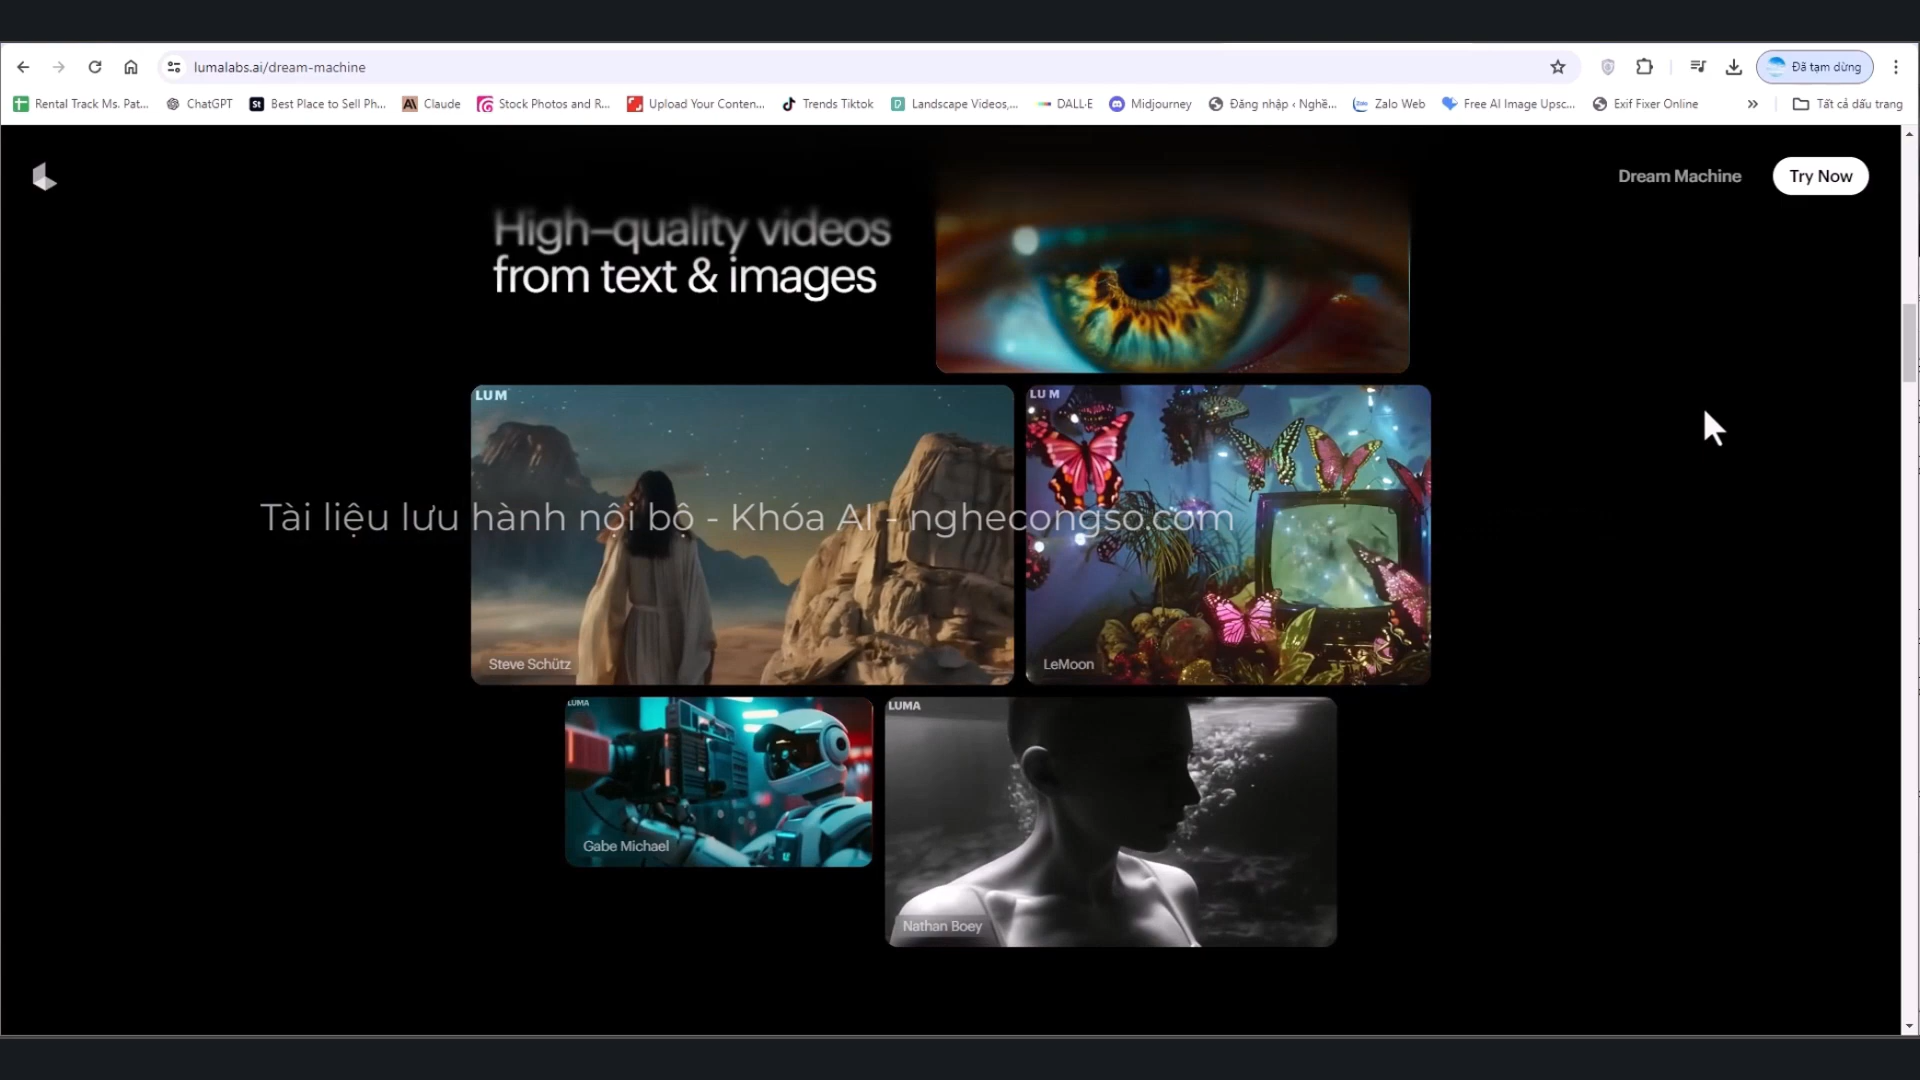 lumalabs.ai/dream-machine
Đã tạm dừng
Rental Track Ms. Pat...
ChatGPT
St
Best Place to Sell Ph...
Claude
Stock Photos and R...
Upload Your Conten...
Trends Tiktok
Landscape Videos,...
DALL·E
Midjourney
Đăng nhập ‹ Nghề...
Zalo Web
Free AI Image Upsc...
Exif Fixer Online
»
Tất cả dấu trang
Dream Machine
Try Now
High–quality videos
from text & images
LUM
LUM
Tài liệu lưu hành nội bộ - Khóa AI - nghecongso.com
Steve Schütz
LeMoon
LUMA
LUMA
Gabe Michael
Nathan Boey